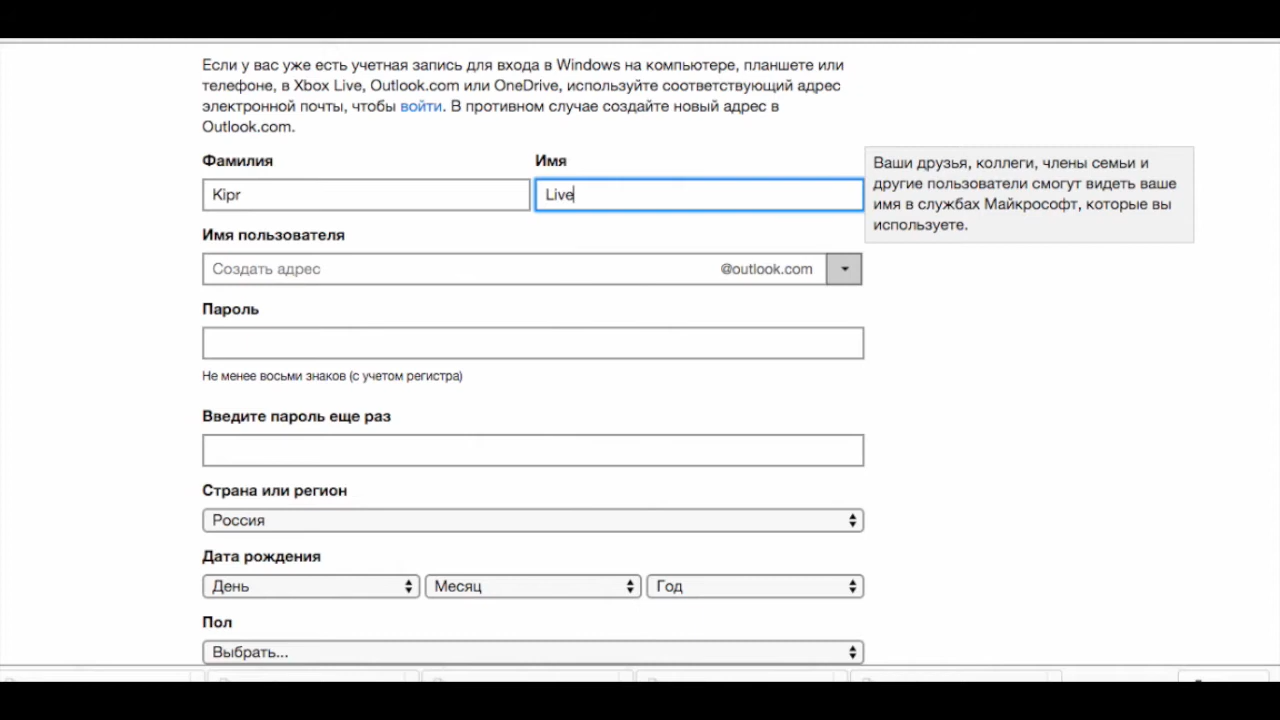 Если у вас уже есть учетная запись для входа в Windows на компьютере, планшете или
телефоне, в Xbox Live, Outlook.com или OneDrive, используйте соответствующий адрес
электронной почты, чтобы войти. В противном случае создайте новый адрес в
Outlook.com.
Фамилия
Имя
Kipr
Live
Ваши друзья, коллеги, члены семьи и
другие пользователи смогут видеть ваше
имя в службах Майкрософт, которые вы
используете.
Имя пользователя
Создать адрес
@outlook.com
Пароль
Не менее восьми знаков (с учетом регистра)
Введите пароль еще раз
Страна или регион
Россия
Дата рождения
День
Месяц
Год
Пол
Выбрать...